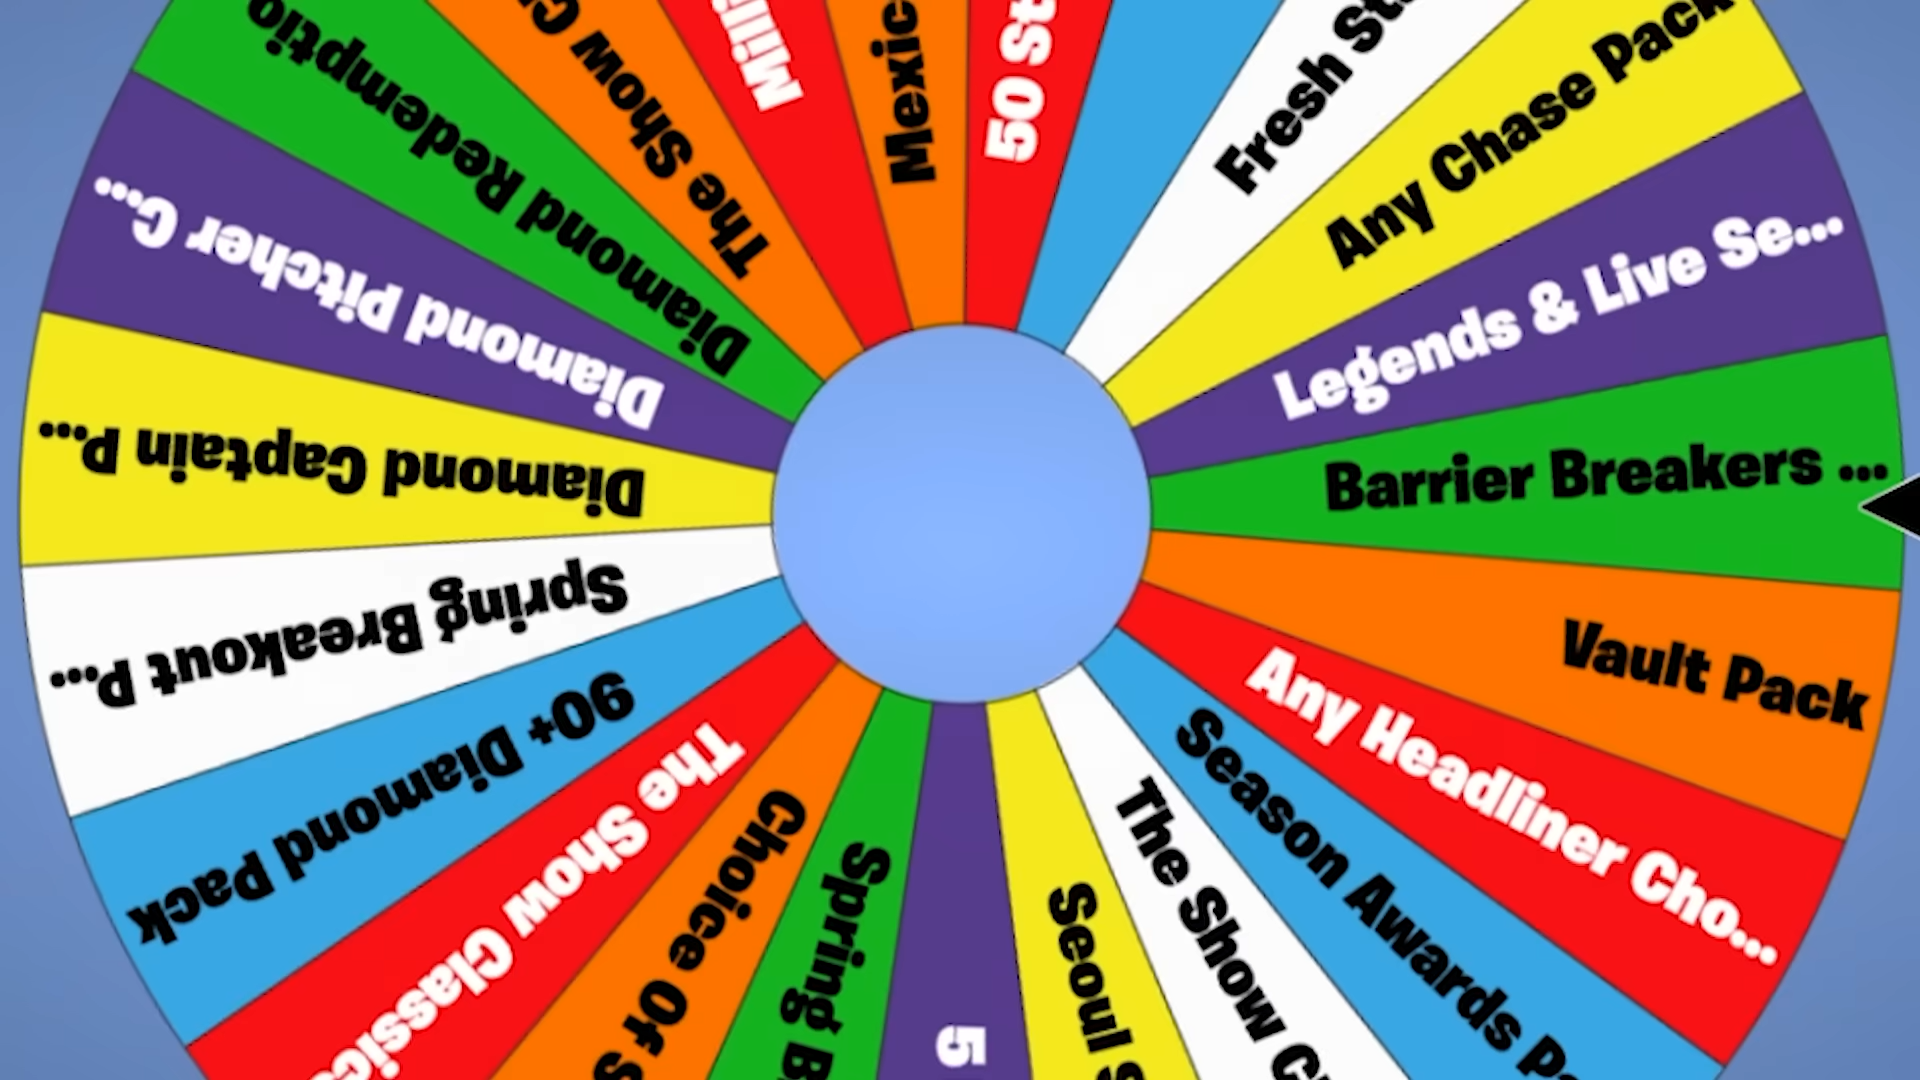 50 St
Fresh St
Any Chase Pack
Legends & Live Se...
Barrier Breakers ...
Vault Pack
Any Headliner Cho...
Season Awards Pa
The Show
Seoul S
5
Spring B
Choice Of S
The Show Classics
90+ Diamond Pack
Spring Breakout P...
Diamond Captain P...
Diamond Pitcher C...
Diamond Redemptio
The Show
Mexic